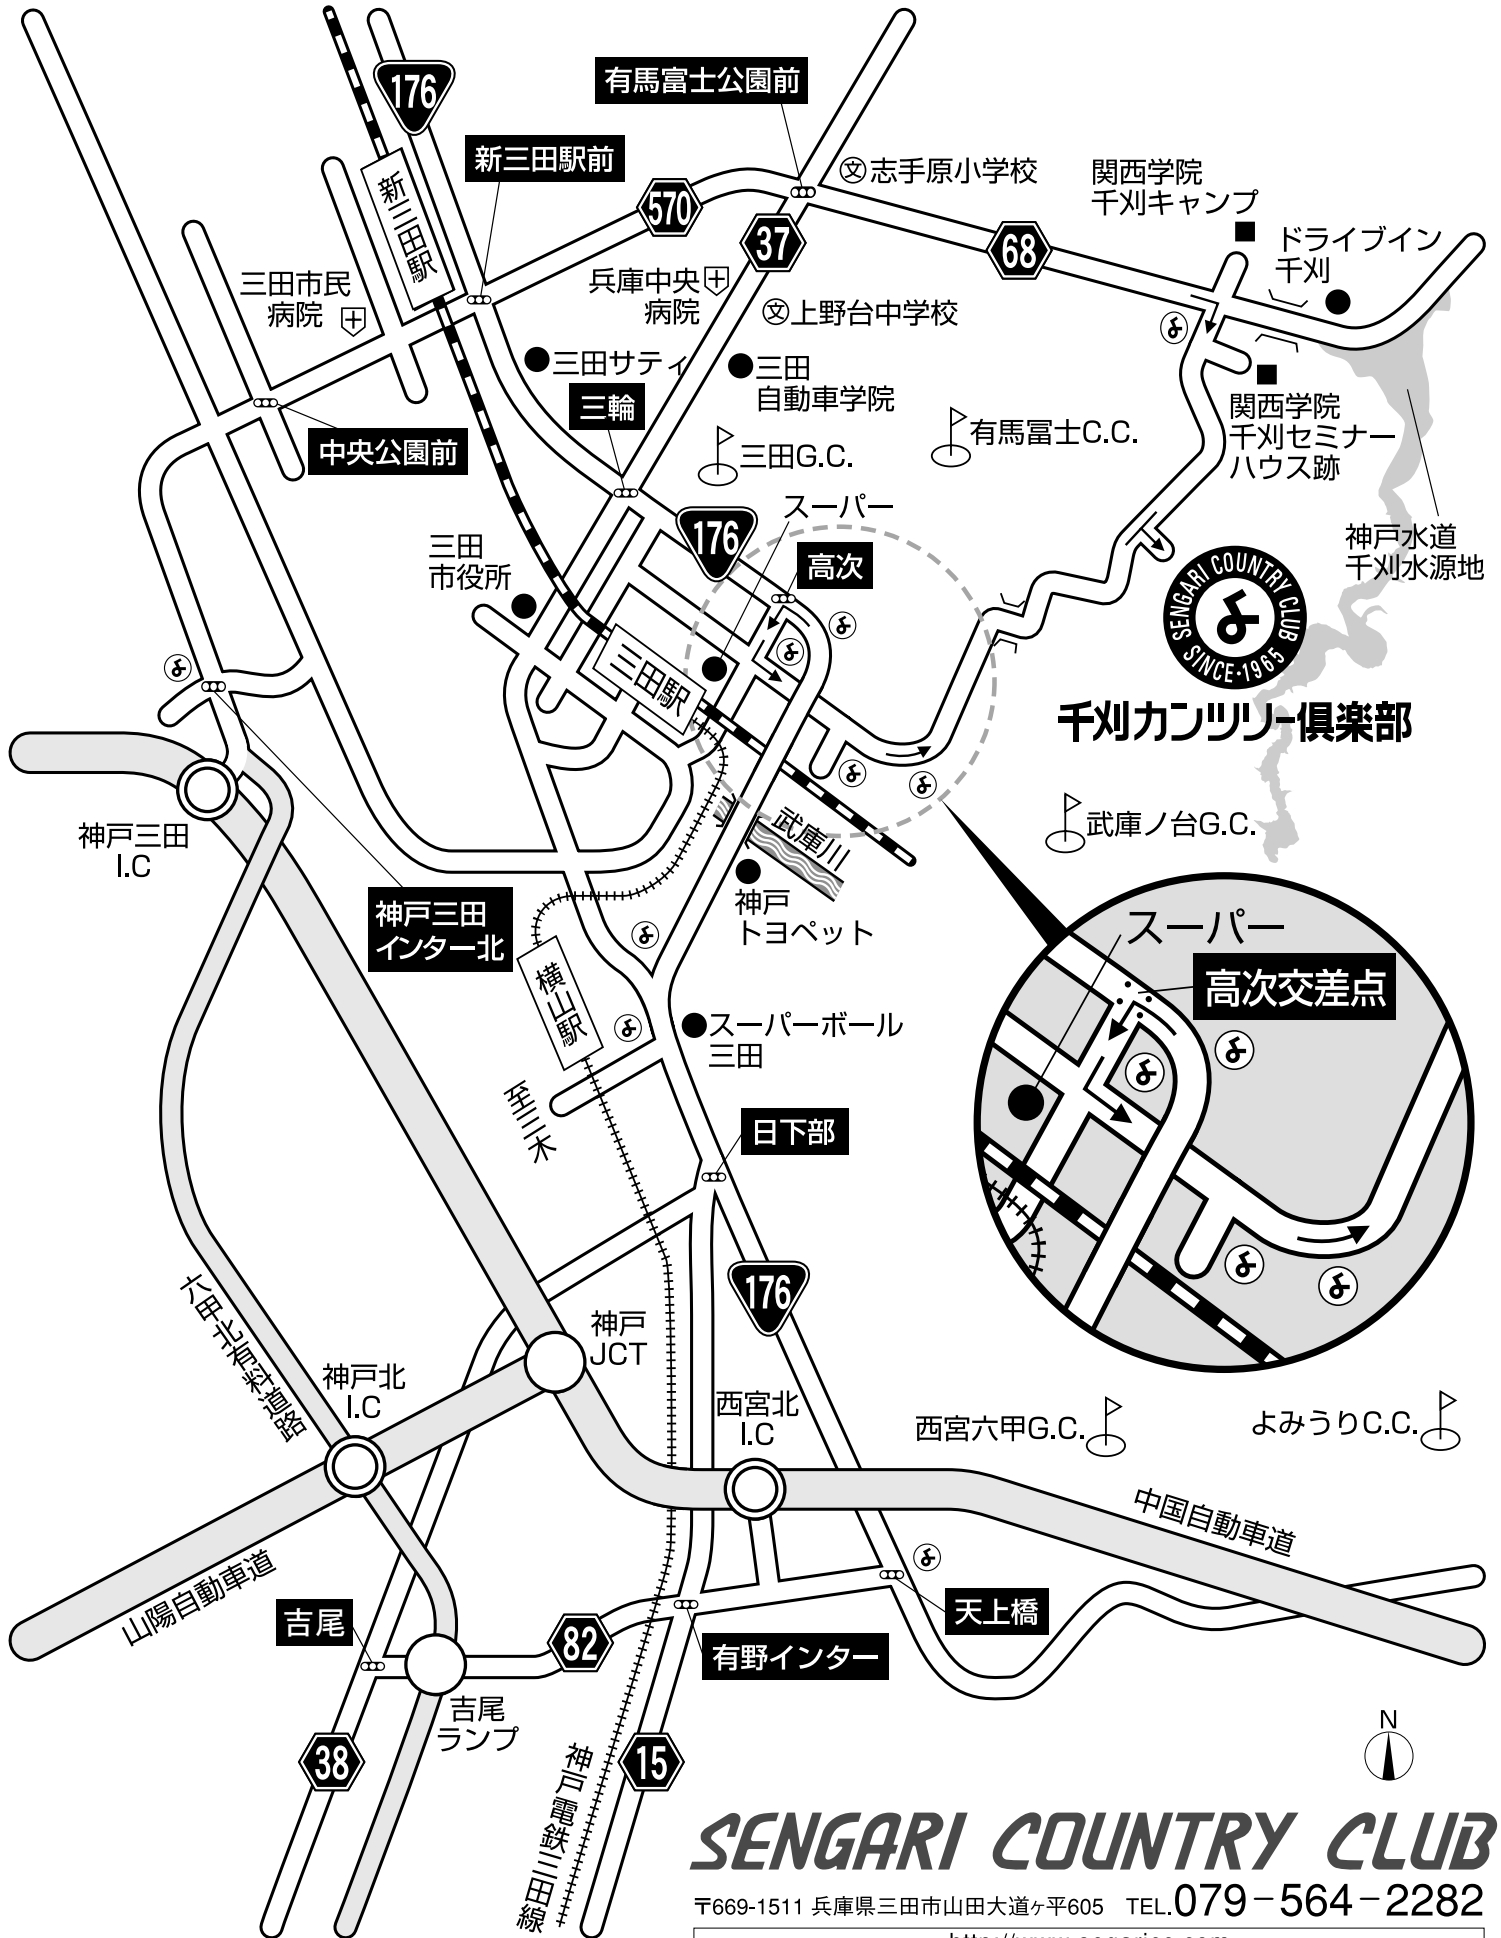 176
有馬富士公園前
新三田駅前
570
文 志手原小学校
関西学院
千刈キャンプ
新三田駅
37
68
ドライブイン
千刈
三田市民
病院
兵庫中央
病院
文 上野台中学校
三田サティ
三田
自動車学院
三輪
関西学院
千刈セミナー
ハウス跡
中央公園前
三田G.C.
有馬富士C.C.
スーパー
176
高次
三田
市役所
神戸水道
千刈水源地
SENGARI COUNTRY CLUB
SINCE・1965
三田駅
千刈カンツリー倶楽部
神戸三田
I.C
武庫川
武庫ノ台G.C.
神戸三田
インター北
神戸
トヨペット
スーパー
高次交差点
横山駅
スーパーボール
三田
至三木
日下部
176
六甲北有料道路
神戸
JCT
神戸北
I.C
西宮北
I.C
西宮六甲G.C.
よみうりC.C.
中国自動車道
山陽自動車道
吉尾
82
天上橋
有野インター
吉尾
ランプ
38
15
神戸電鉄三田線
N
SENGARI COUNTRY CLUB
〒669-1511 兵庫県三田市山田大道ヶ平605 TEL.079-564-2282